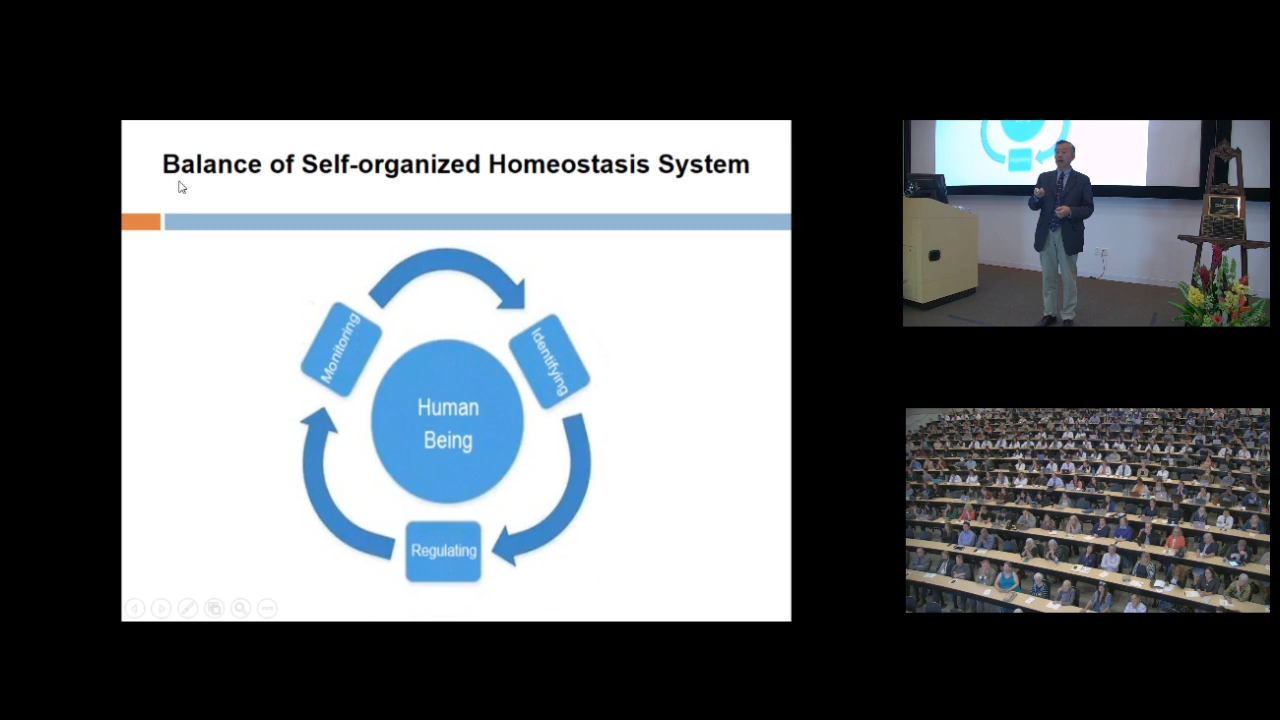 Balance of Self-organized Homeostasis System
Monitoring
Identifying
Human
Being
Regulating